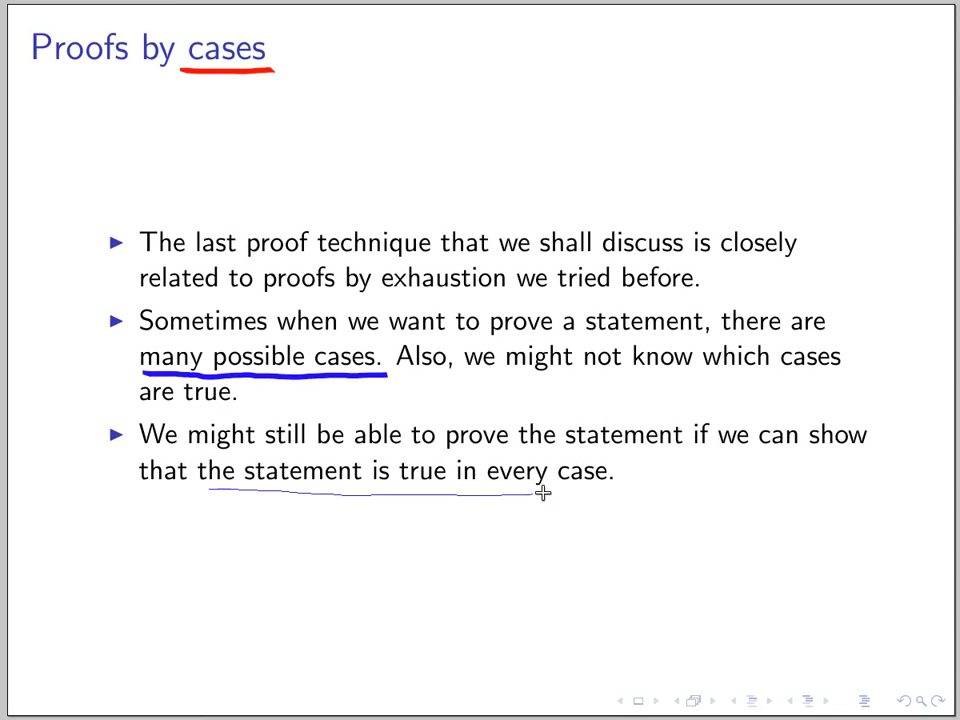 Proofs by cases
The last proof technique that we shall discuss is closely
related to proofs by exhaustion we tried before.
Sometimes when we want to prove a statement, there are
many possible cases. Also, we might not know which cases
are true.
We might still be able to prove the statement if we can show
that the statement is true in every case.